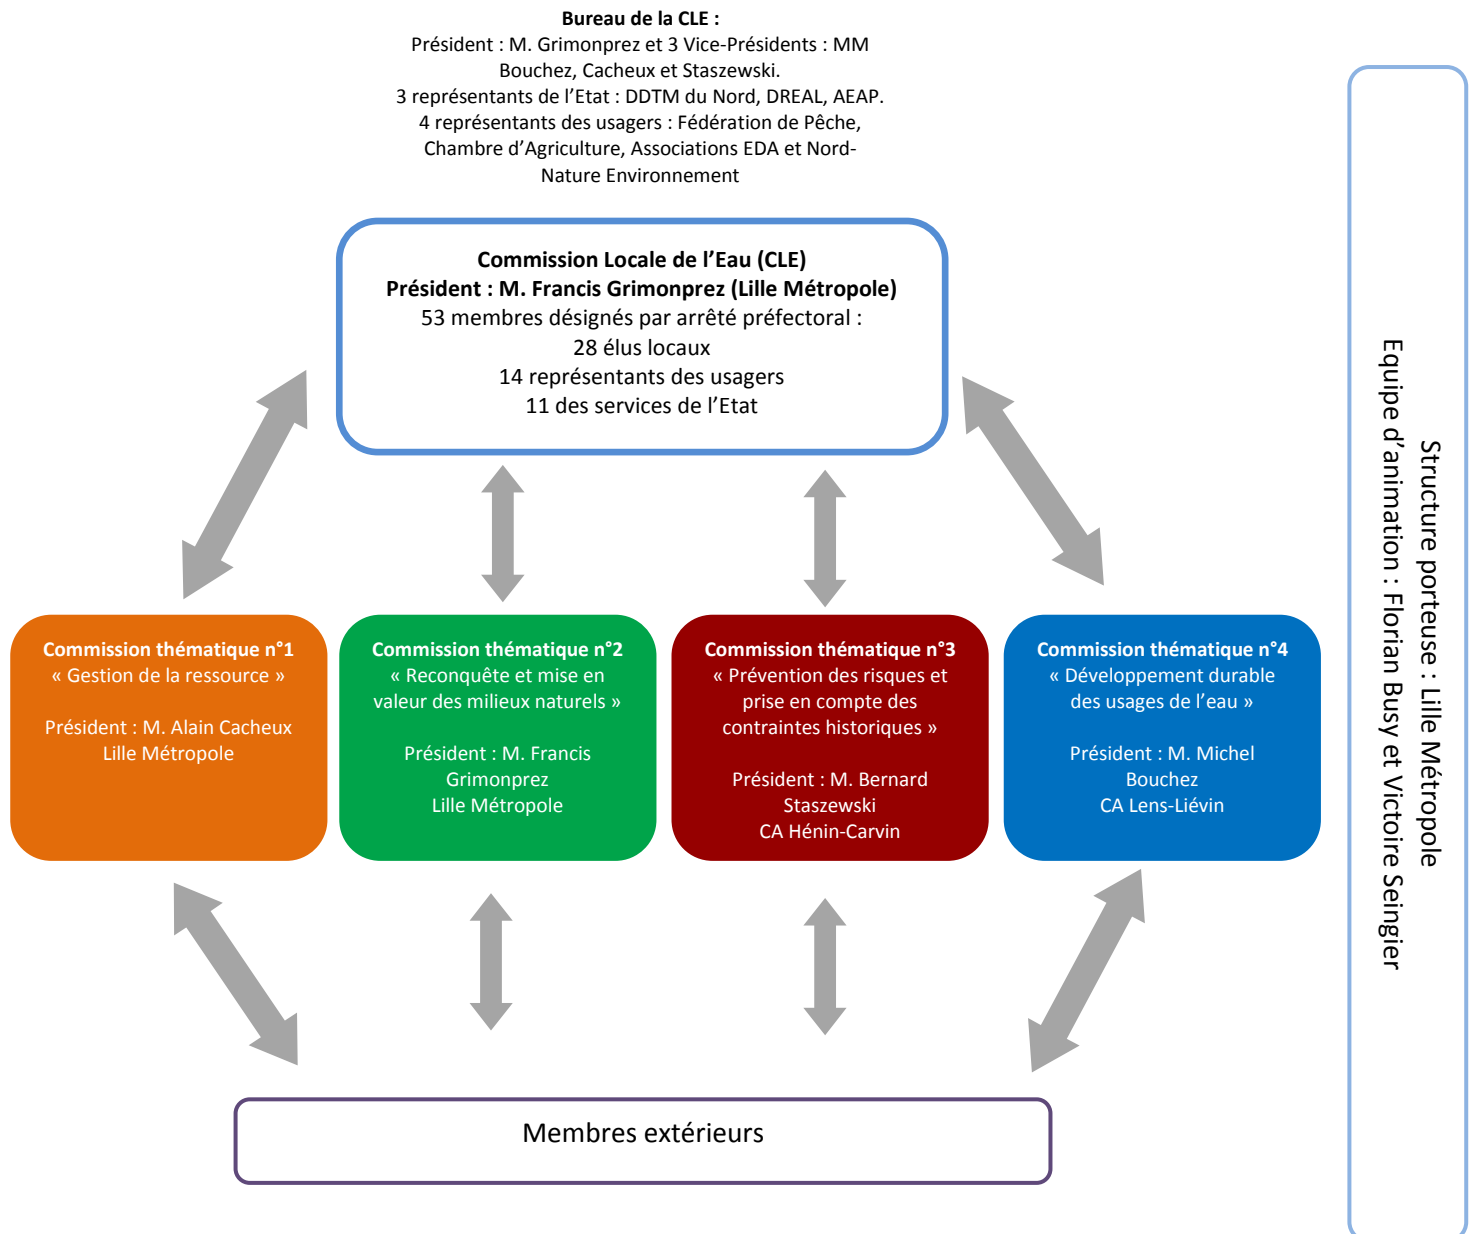 Bureau de la CLE :
Président : M. Grimonprez et 3 Vice-Présidents : MM
Bouchez, Cacheux et Staszewski.
3 représentants de l’Etat : DDTM du Nord, DREAL, AEAP.
4 représentants des usagers : Fédération de Pêche,
Chambre d’Agriculture, Associations EDA et Nord-
Nature Environnement
Commission Locale de l’Eau (CLE)
Président : M. Francis Grimonprez (Lille Métropole)
53 membres désignés par arrêté préfectoral :
28 élus locaux
14 représentants des usagers
11 des services de l’Etat
Commission thématique n°1
« Gestion de la ressource »
Président : M. Alain Cacheux
Lille Métropole
Commission thématique n°2
« Reconquête et mise en
valeur des milieux naturels »
Président : M. Francis
Grimonprez
Lille Métropole
Commission thématique n°3
« Prévention des risques et
prise en compte des
contraintes historiques »
Président : M. Bernard
Staszewski
CA Hénin-Carvin
Commission thématique n°4
« Développement durable
des usages de l’eau »
Président : M. Michel
Bouchez
CA Lens-Liévin
Membres extérieurs
Structure porteuse : Lille Métropole
Equipe d’animation : Florian Busy et Victoire Seingier